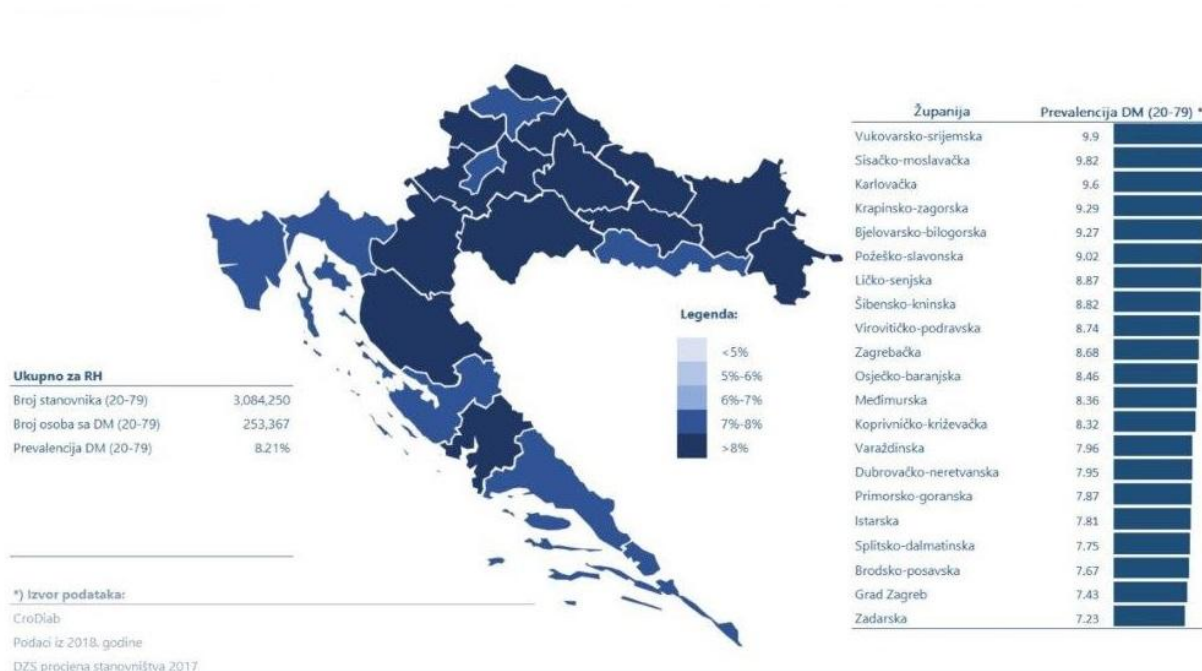 Županija Prevalencija DM (20-79) *
Vukovarsko-srijemska 9.9
Sisačko-moslavačka 9.82
Karlovačka 9.6
Krapinsko-zagorska 9.29
Bjelovarsko-bilogorska 9.27
Požeško-slavonska 9.02
Ličko-senjska 8.87
Šibensko-kninska 8.82
Virovitičko-podravska 8.74
Zagrebačka 8.68
Osječko-baranjska 8.46
Međimurska 8.36
Koprivničko-križevačka 8.32
Varaždinska 7.96
Dubrovačko-neretvanska 7.95
Primorsko-goranska 7.87
Istarska 7.81
Splitsko-dalmatinska 7.75
Brodsko-posavska 7.67
Grad Zagreb 7.43
Zadarska 7.23
Legenda:
<5%
5%-6%
6%-7%
7%-8%
>8%
Ukupno za RH
Broj stanovnika (20-79) 3,084,250
Broj osoba sa DM (20-79) 253,367
Prevalencija DM (20-79) 8.21%
*) Izvor podataka:
CroDiab
Podaci iz 2018. godine
DZS procjena stanovništva 2017